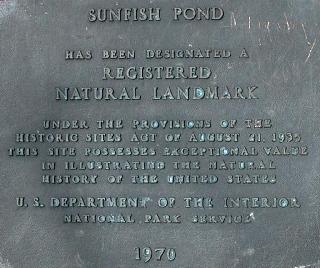 SUNFISH POND
HAS BEEN DESIGNATED A
REGISTERED
NATURAL LANDMARK
UNDER THE PROVISIONS OF THE
HISTORIC SITES ACT OF AUGUST 21, 1935
THIS SITE POSSESSES EXCEPTIONAL VALUE
IN ILLUSTRATING THE NATURAL
HISTORY OF THE UNITED STATES
U. S. DEPARTMENT OF THE INTERIOR
NATIONAL PARK SERVICE
1970